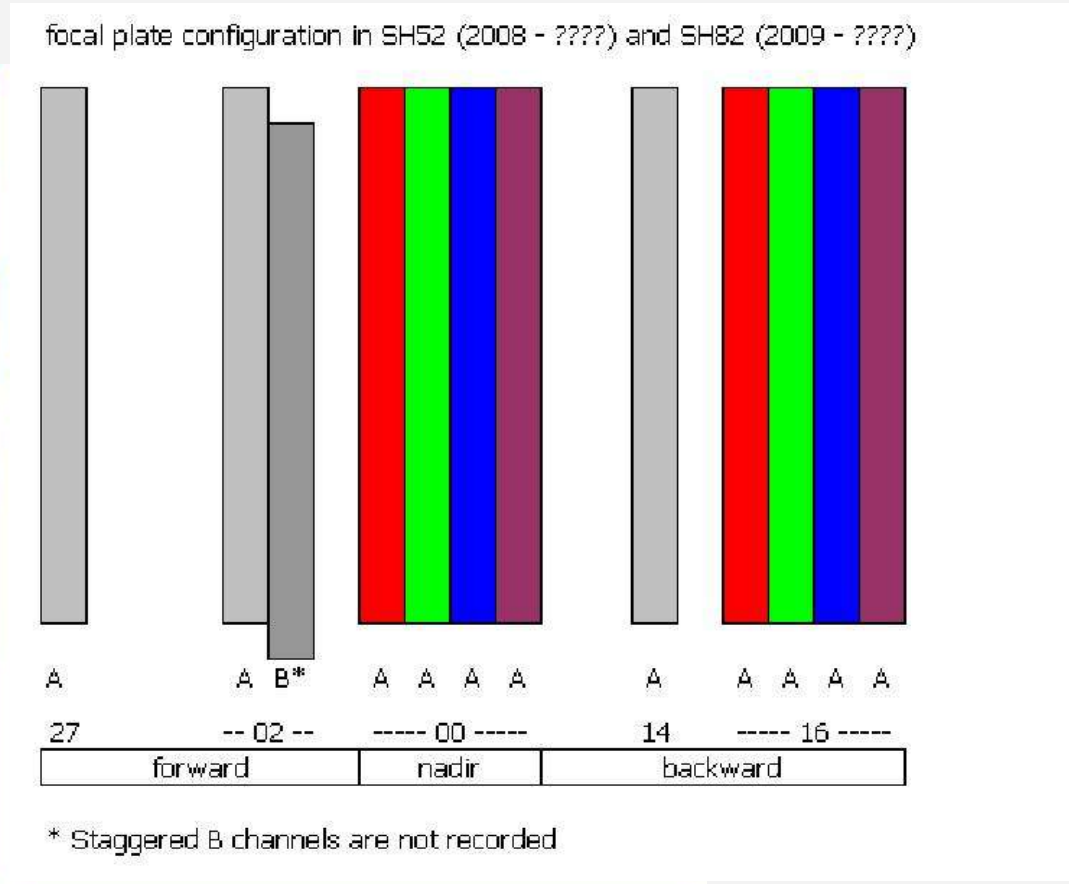 focal plate configuration in SH52 (2008 - ????) and SH82 (2009 - ????)
A A B* A A A A A A A A A
27 -- 02 -- ----- 00 ----- 14 ----- 16 -----
forward nadir backward
* Staggered B channels are not recorded